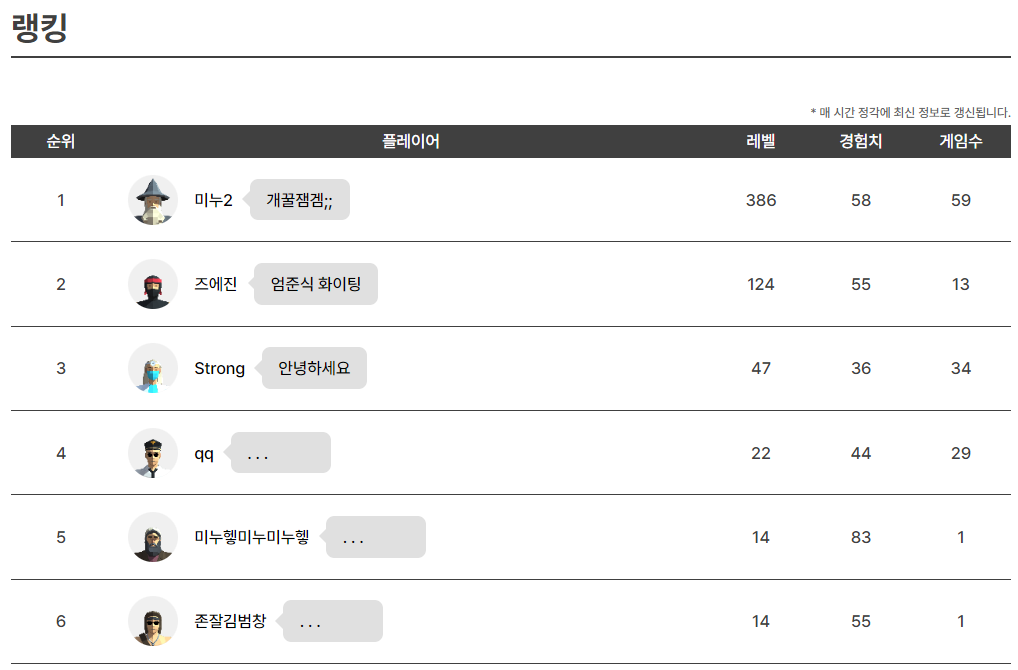 랭킹
* 매 시간 정각에 최신 정보로 갱신됩니다.
순위 플레이어 레벨 경험치 게임수
1 미누2 개꿀잼겜;; 386 58 59
2 즈에진 엄준식 화이팅 124 55 13
3 Strong 안녕하세요 47 36 34
4 qq ... 22 44 29
5 미누헿미누미누헿 ... 14 83 1
6 존잘김범창 ... 14 55 1